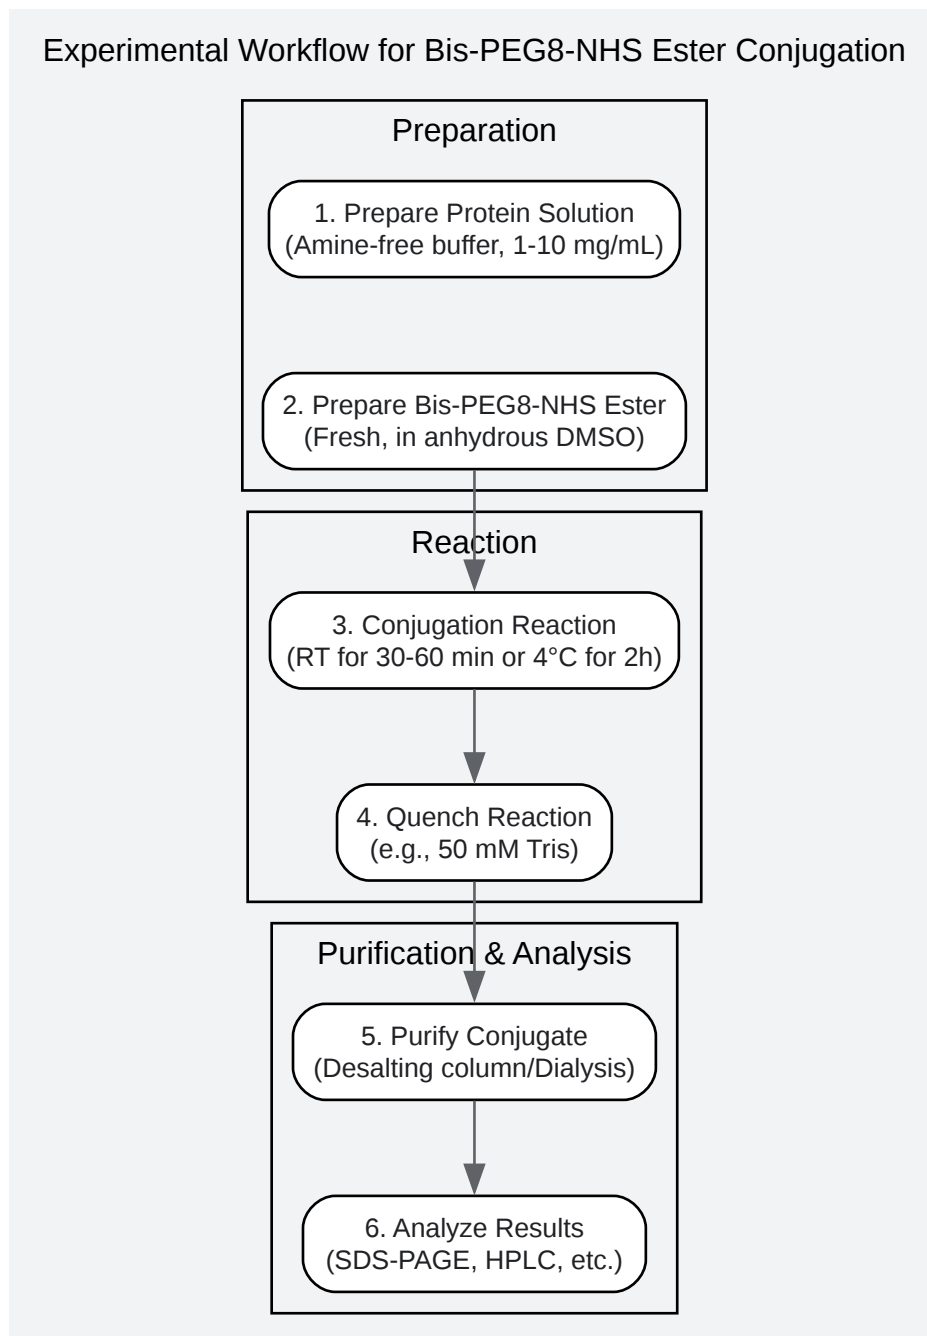 Experimental Workflow for Bis-PEG8-NHS Ester Conjugation
Preparation
1. Prepare Protein Solution
(Amine-free buffer, 1-10 mg/mL)
2. Prepare Bis-PEG8-NHS Ester
(Fresh, in anhydrous DMSO)
Reaction
3. Conjugation Reaction
(RT for 30-60 min or 4°C for 2h)
4. Quench Reaction
(e.g., 50 mM Tris)
Purification & Analysis
5. Purify Conjugate
(Desalting column/Dialysis)
6. Analyze Results
(SDS-PAGE, HPLC, etc.)